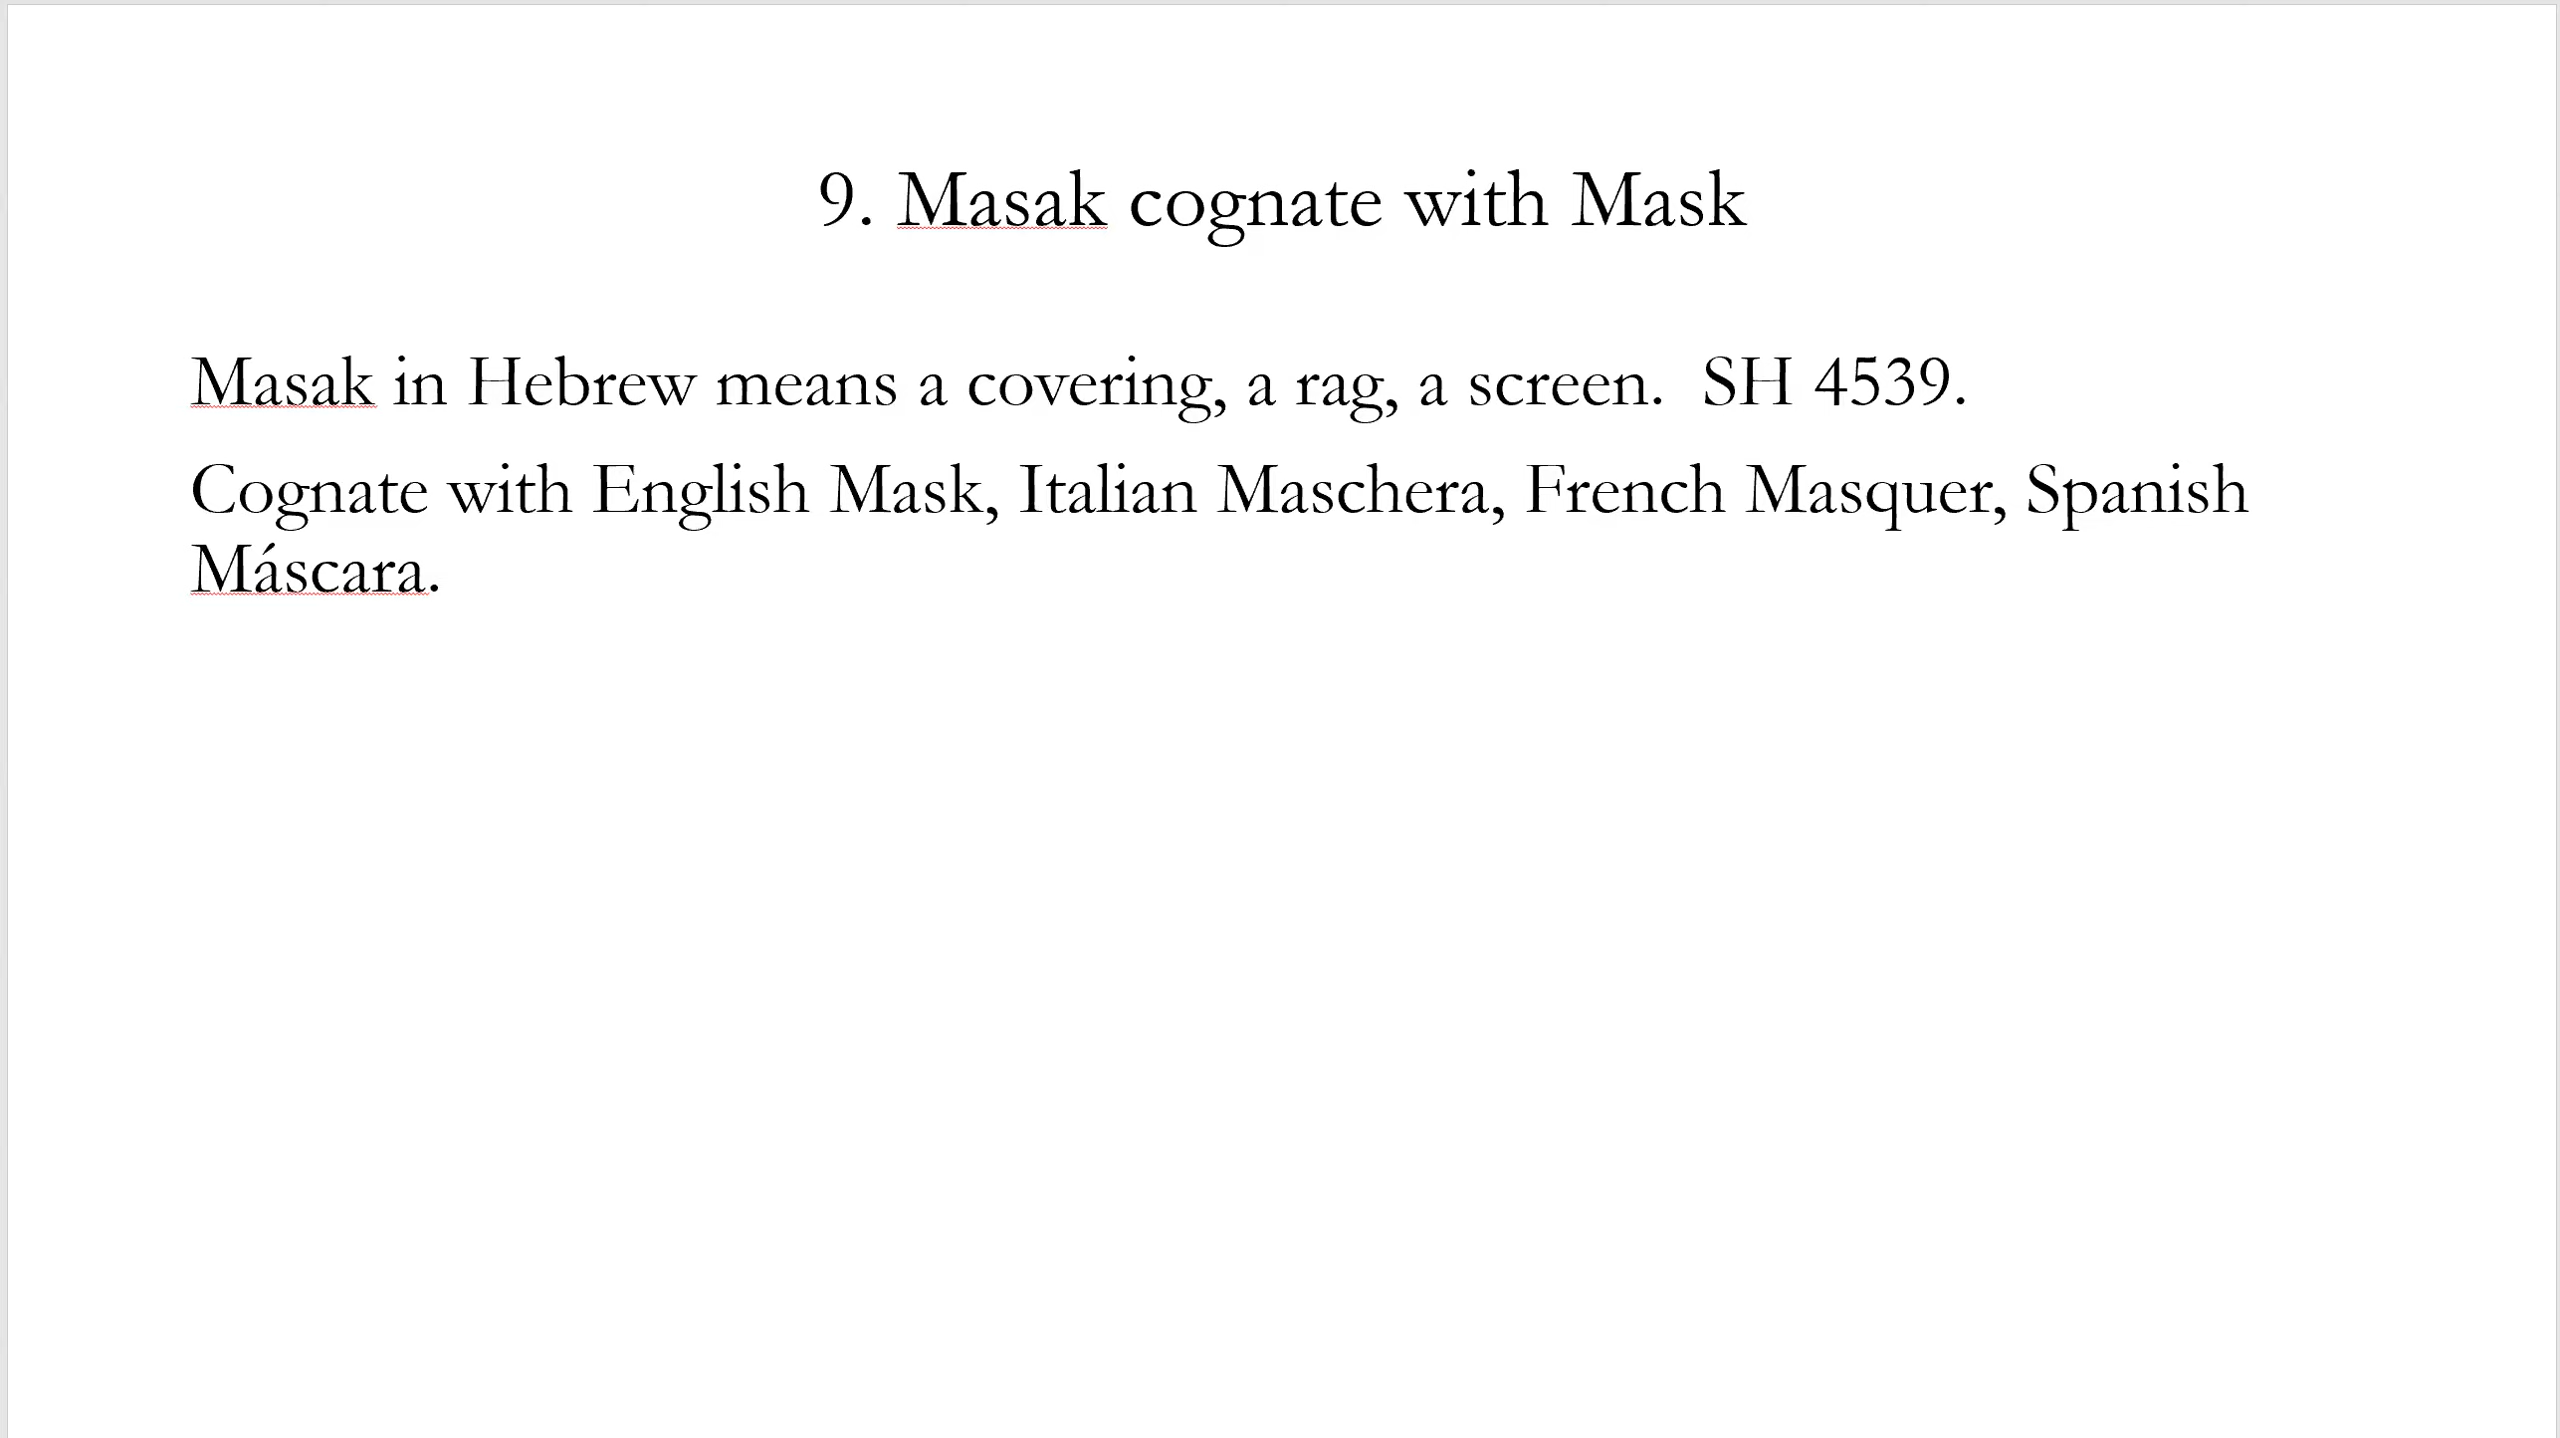 9. Masak cognate with Mask
Masak in Hebrew means a covering, a rag, a screen.  SH 4539.
Cognate with English Mask, Italian Maschera, French Masquer, Spanish
Máscara.